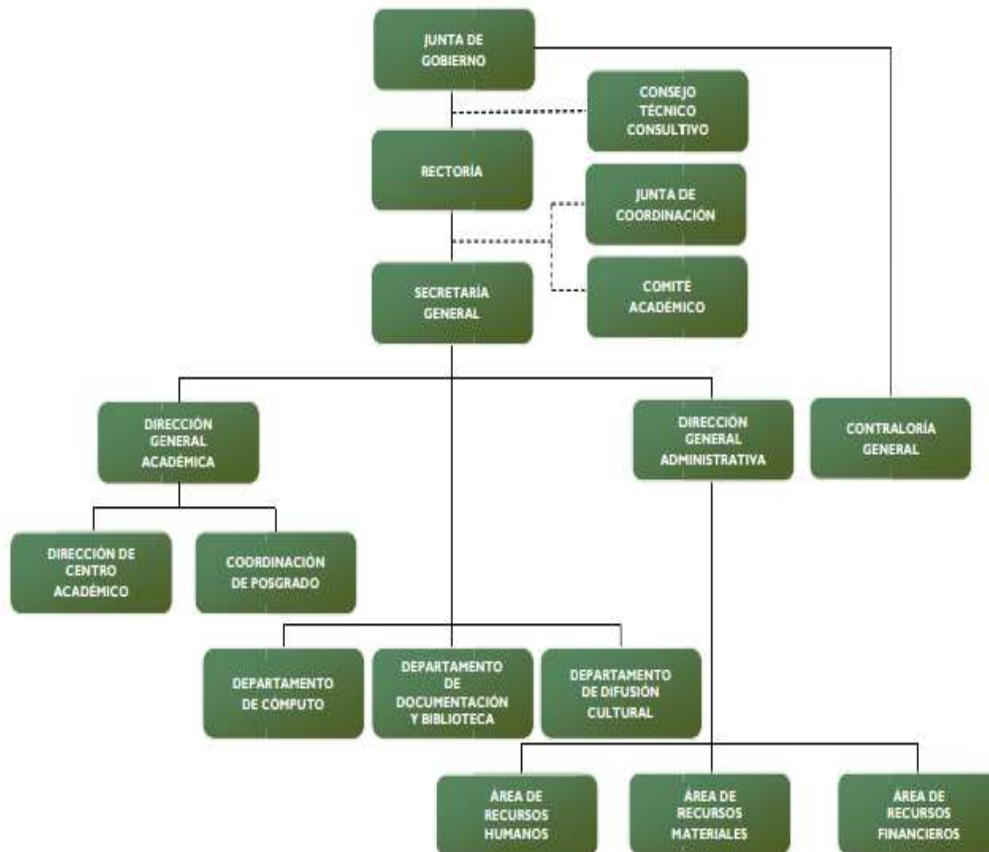 JUNTA DE
GOBIERNO
CONSEJO
TÉCNICO
CONSULTIVO
RECTORÍA
JUNTA DE
COORDINACIÓN
SECRETARÍA
GENERAL
COMITÉ
ACADÉMICO
DIRECCIÓN
GENERAL
ACADÉMICA
DIRECCIÓN
GENERAL
ADMINISTRATIVA
CONTRALORÍA
GENERAL
DIRECCIÓN DE
CENTRO
ACADÉMICO
COORDINACIÓN
DE POSGRADO
DEPARTAMENTO
DE CÓMPUTO
DEPARTAMENTO
DE
DOCUMENTACIÓN
Y BIBLIOTECA
DEPARTAMENTO
DE DIFUSIÓN
CULTURAL
ÁREA DE
RECURSOS
HUMANOS
ÁREA DE
RECURSOS
MATERIALES
ÁREA DE
RECURSOS
FINANCIEROS